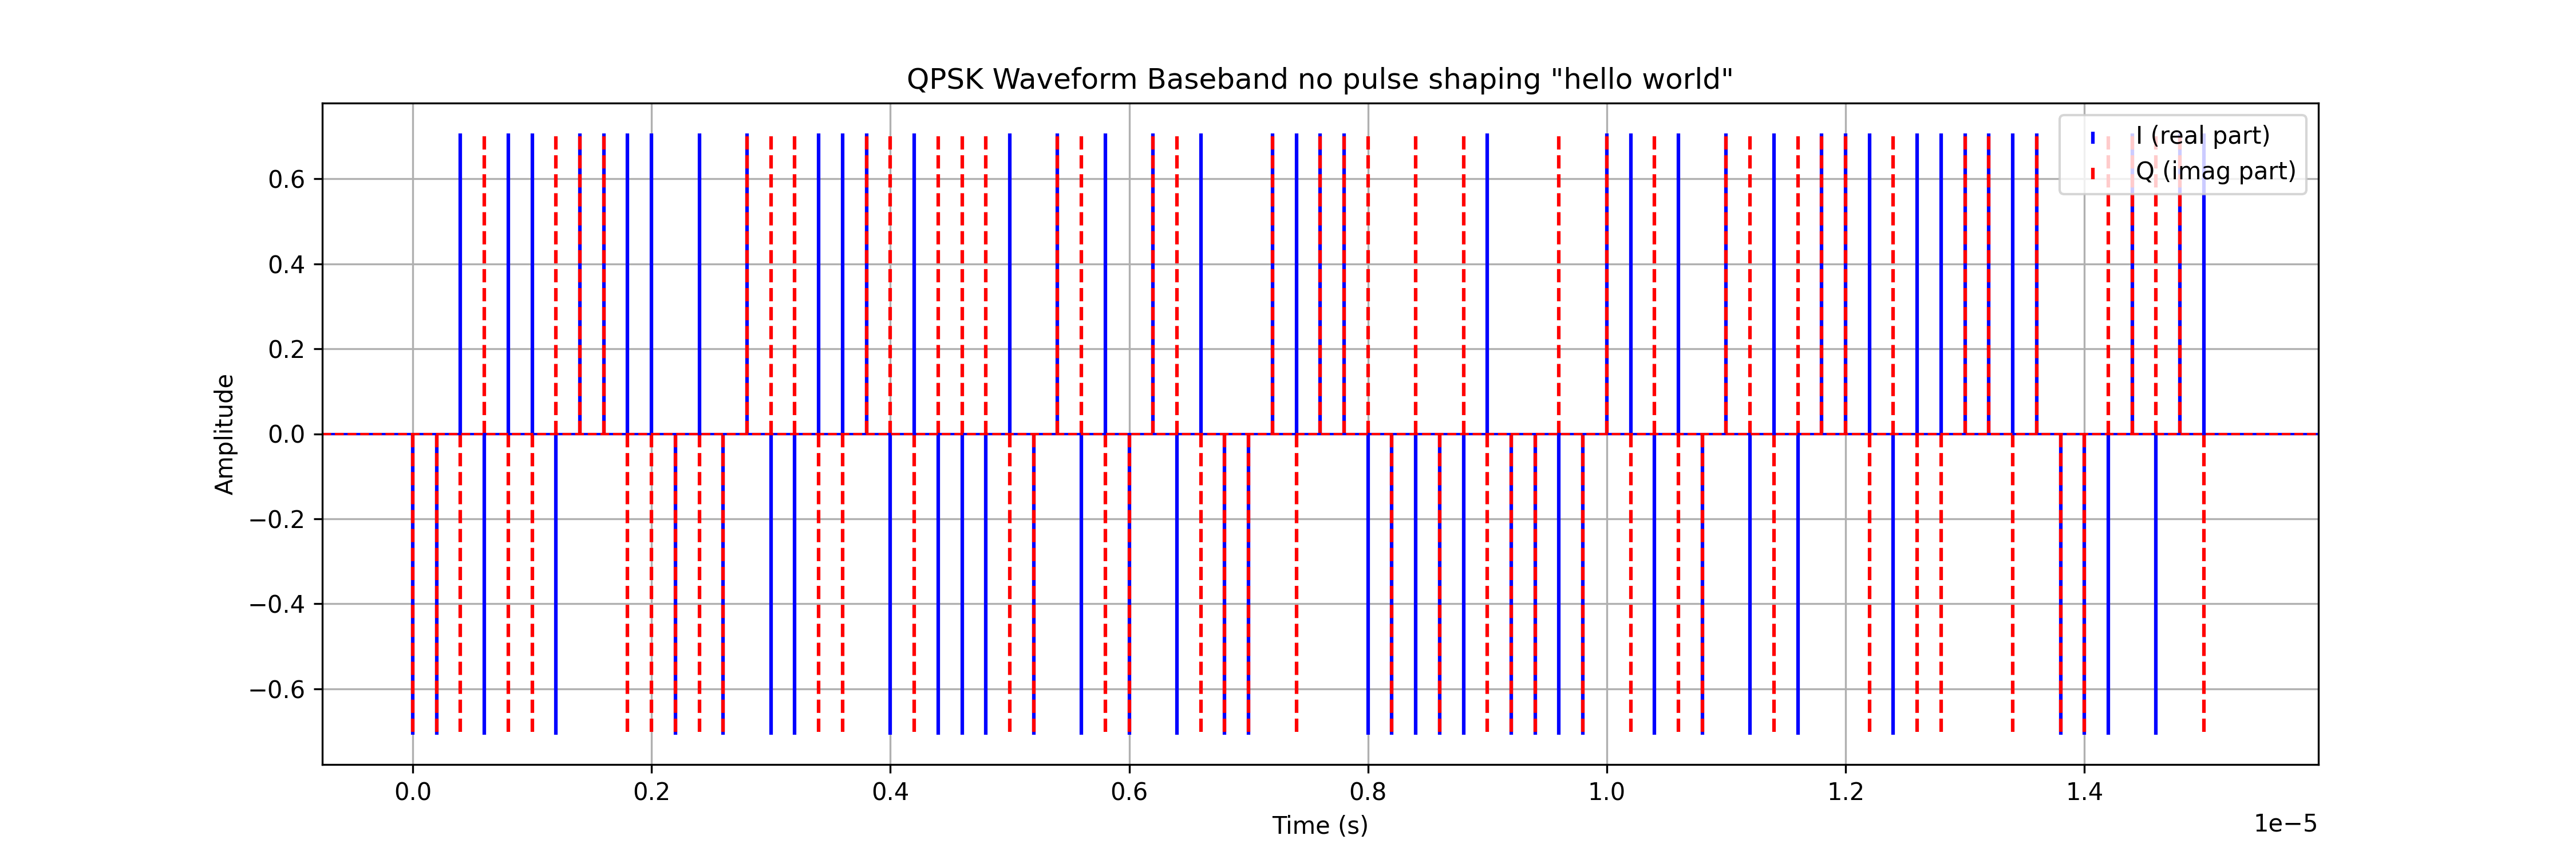 QPSK Waveform Baseband no pulse shaping "hello world"
I (real part)
Q (imag part)
0.6
0.4
0.2
0.0
−0.2
−0.4
−0.6
Amplitude
0.0 0.2 0.4 0.6 0.8 1.0 1.2 1.4
Time (s)
1e−5